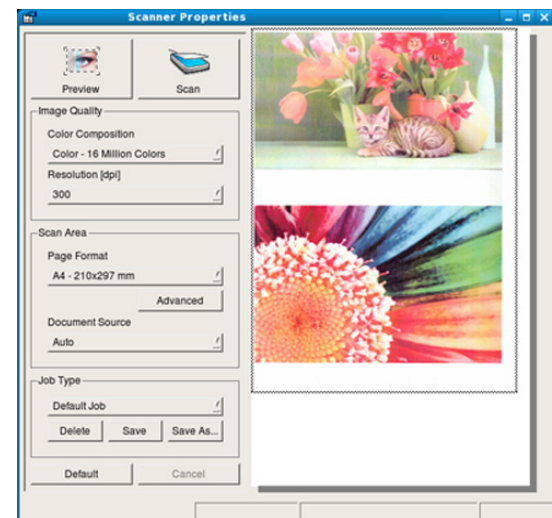 Scanner Properties
Preview
Scan
Image Quality
Color Composition
Color - 16 Million Colors
Resolution [dpi]
300
Scan Area
Page Format
A4 - 210x297 mm
Advanced
Document Source
Auto
Job Type
Default Job
Delete
Save
Save As...
Default
Cancel